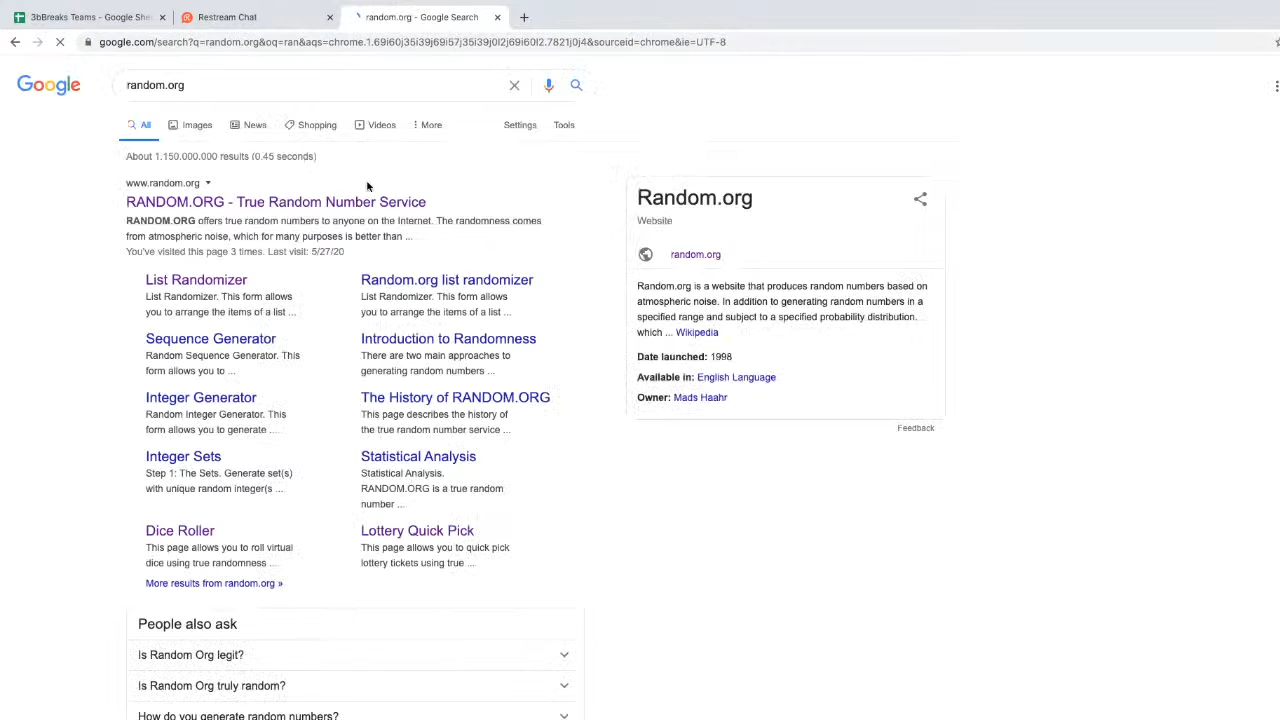 3bBreaks Teams - Google She
Restream Chat
random.org - Google Search
google.com/search?q=random.org&oq=ran&aqs=chrome.1.69i60j35i39j69i57j35i39j0l2j69i60l2.7821j0j4&sourceid=chrome&ie=UTF-8
Google
random.org
All Images News Shopping Videos More Settings Tools
About 1.150.000.000 results (0.45 seconds)
www.random.org
RANDOM.ORG - True Random Number Service
RANDOM.ORG offers true random numbers to anyone on the Internet. The randomness comes
from atmospheric noise, which for many purposes is better than ...
You've visited this page 3 times. Last visit: 5/27/20
List Randomizer
List Randomizer. This form allows
you to arrange the items of a list ...
Random.org list randomizer
List Randomizer. This form allows
you to arrange the items of a list ...
Sequence Generator
Random Sequence Generator. This
form allows you to ...
Introduction to Randomness
There are two main approaches to
generating random numbers ...
Integer Generator
Random Integer Generator. This
form allows you to generate ...
The History of RANDOM.ORG
This page describes the history of
the true random number service ...
Integer Sets
Step 1: The Sets. Generate set(s)
with unique random integer(s ...
Statistical Analysis
Statistical Analysis.
RANDOM.ORG is a true random
number ...
Dice Roller
This page allows you to roll virtual
dice using true randomness ...
Lottery Quick Pick
This page allows you to quick pick
lottery tickets using true ...
More results from random.org »
People also ask
Is Random Org legit?
Is Random Org truly random?
How do you generate random numbers?
Random.org
Website
random.org
Random.org is a website that produces random numbers based on
atmospheric noise. In addition to generating random numbers in a
specified range and subject to a specified probability distribution.
which ... Wikipedia
Date launched: 1998
Available in: English Language
Owner: Mads Haahr
Feedback